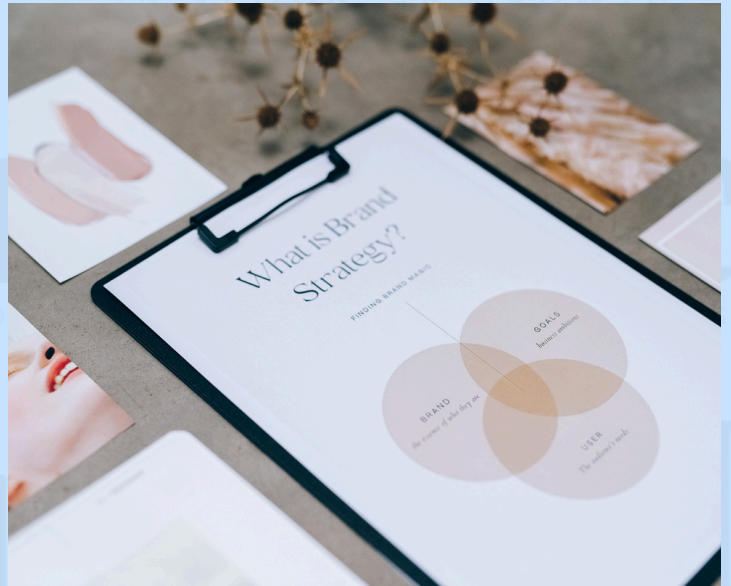 What is Brand
Strategy?
FINDING BRAND MAGIC
GOALS
business ambitions
BRAND
the essence of who they are
USER
The audience's needs